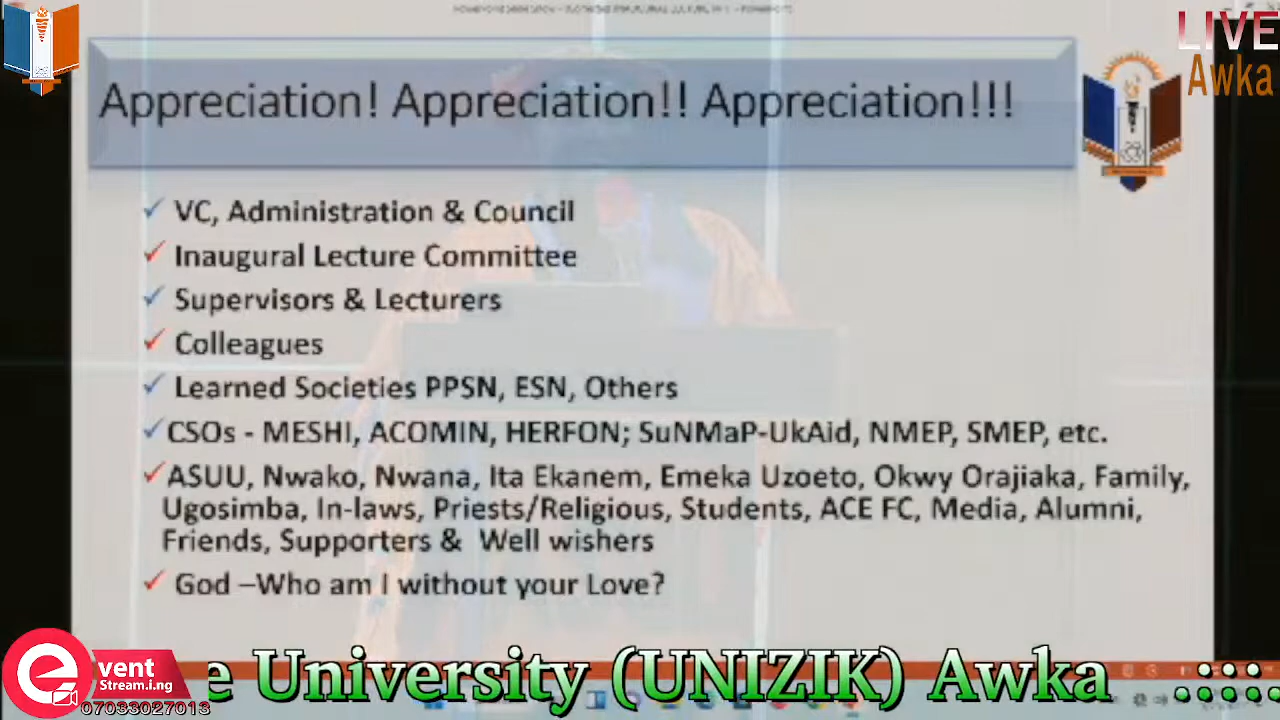 LIVE
Awka
Appreciation! Appreciation!! Appreciation!!!
VC, Administration & Council
Inaugural Lecture Committee
Supervisors & Lecturers
Colleagues
Learned Societies PPSN, ESN, Others
CSOs - MESHI, ACOMIN, HERFON; SuNMaP-UkAid, NMEP, SMEP, etc.
ASUU, Nwako, Nwana, Ita Ekanem, Emeka Uzoeto, Okwy Orajiaka, Family,
Ugosimba, In-laws, Priests/Religious, Students, ACE FC, Media, Alumni,
Friends, Supporters & Well wishers
God –Who am I without your Love?
event
Stream.i.ng
07033027013
e University (UNIZIK) Awka